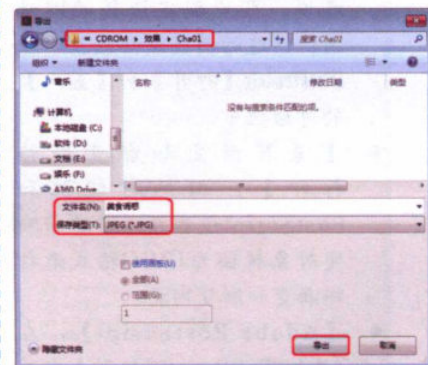 导出
« CDROM ▸ 效果 ▸ Cha01
搜索 Cha01
组织 ▾ 新建文件夹
音乐
名称 修改日期 类型
没有与搜索条件匹配的项。
计算机
本地磁盘 (C:)
软件 (D:)
文档 (E:)
娱乐 (F:)
A360 Drive
文件名(N): 美食诱惑
保存类型(T): JPEG (*.JPG)
使用画板(U)
全部(A)
范围(G):
1
隐藏文件夹
导出
取消